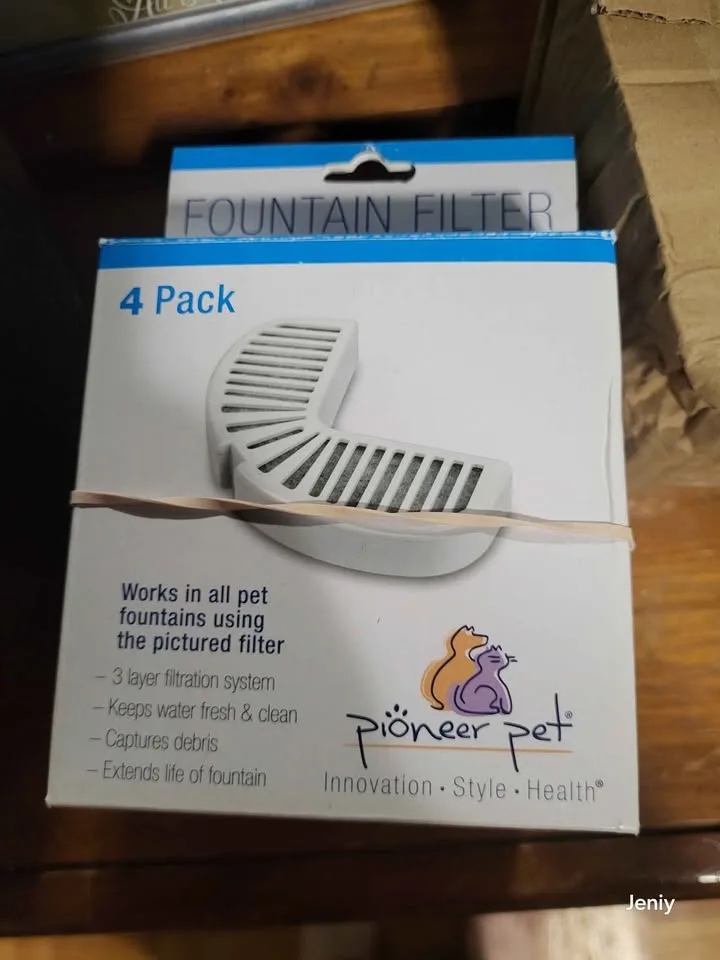 FOUNTAIN FILTER
4 Pack
Works in all pet
fountains using
the pictured filter
– 3 layer filtration system
– Keeps water fresh & clean
– Captures debris
– Extends life of fountain
pioneer pet®
Innovation • Style • Health®
Jeniy